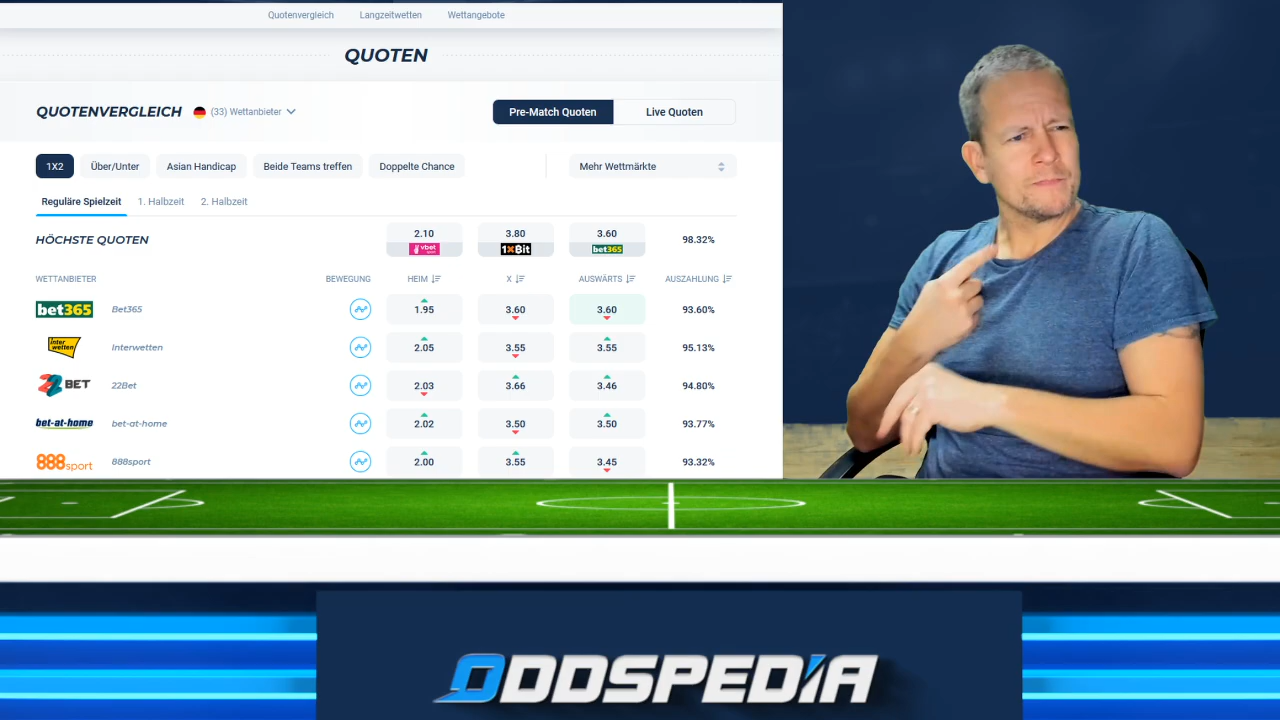 Quotenvergleich Langzeitwetten Wettangebote
QUOTEN
QUOTENVERGLEICH (33) Wettanbieter Pre-Match Quoten Live Quoten
1X2 Über/Unter Asian Handicap Beide Teams treffen Doppelte Chance Mehr Wettmärkte
Reguläre Spielzeit 1. Halbzeit 2. Halbzeit
HÖCHSTE QUOTEN 2.10 3.80 3.60 98.32%
vbet 1XBit bet365
WETTANBIETER BEWEGUNG HEIM X AUSWÄRTS AUSZAHLUNG
bet365 Bet365 1.95 3.60 3.60 93.60%
inter wetten Interwetten 2.05 3.55 3.55 95.13%
22BET 22Bet 2.03 3.66 3.46 94.80%
bet-at-home bet-at-home 2.02 3.50 3.50 93.77%
888sport 888sport 2.00 3.55 3.45 93.32%
ODDSPEDIA